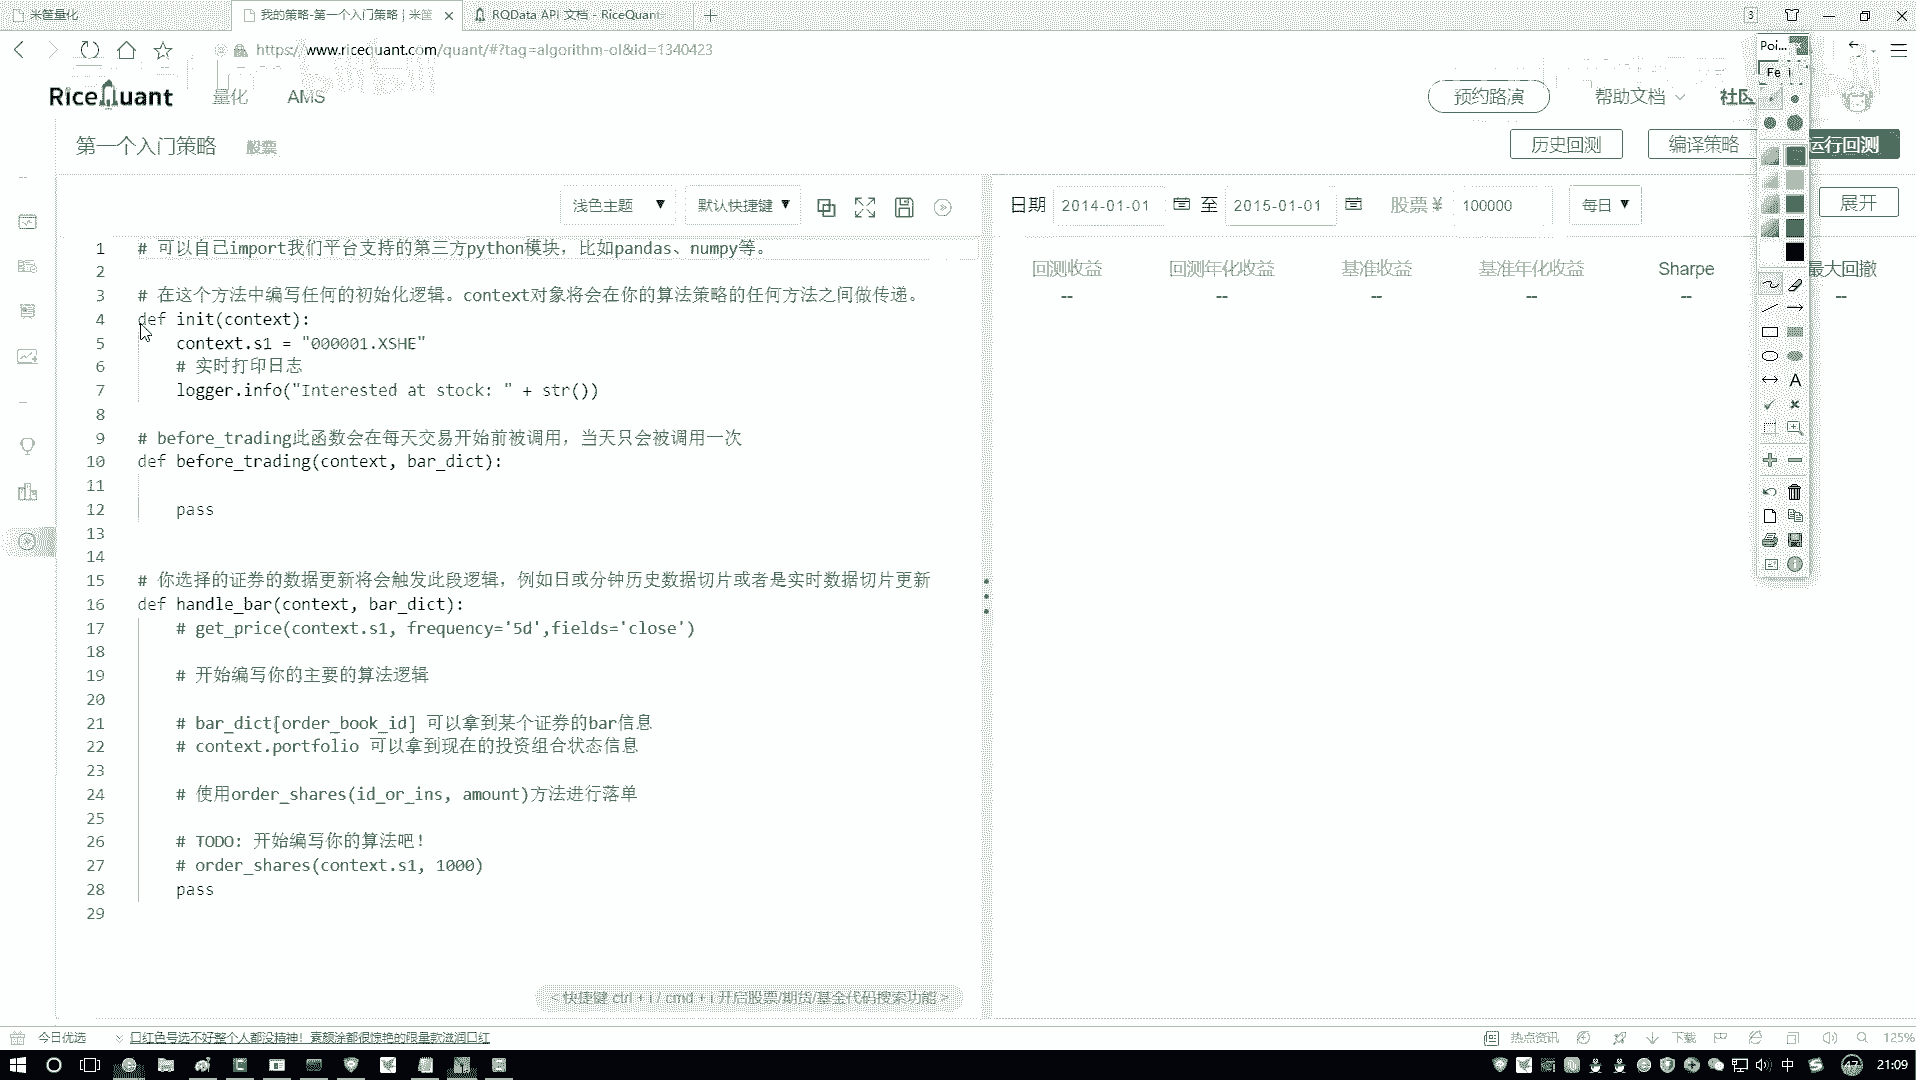 米筐量化
我的策略-第一个入门策略 | 米筐
RQData API 文档 - RiceQuant
3
https://www.ricequant.com/quant/#?tag=algorithm-ol&id=1340423
Poi...
Fe
RiceQuant
量化
AMS
预约路演
帮助文档
社区
第一个入门策略
股票
历史回测
编译策略
运行回测
浅色主题
默认快捷键
日期
2014-01-01
至
2015-01-01
股票 ¥
100000
每日
展开
回测收益
回测年化收益
基准收益
基准年化收益
Sharpe
最大回撤
--
--
--
--
--
--
1 # 可以自己import我们平台支持的第三方python模块，比如pandas、numpy等。
2
3 # 在这个方法中编写任何的初始化逻辑。context对象将会在你的算法策略的任何方法之间做传递。
4 def init(context):
5 context.s1 = "000001.XSHE"
6 # 实时打印日志
7 logger.info("Interested at stock: " + str())
8
9 # before_trading此函数会在每天交易开始前被调用，当天只会被调用一次
10 def before_trading(context, bar_dict):
11
12 pass
13
14
15 # 你选择的证券的数据更新将会触发此段逻辑，例如日或分钟历史数据切片或者是实时数据切片更新
16 def handle_bar(context, bar_dict):
17 # get_price(context.s1, frequency='5d',fields='close')
18
19 # 开始编写你的主要的算法逻辑
20
21 # bar_dict[order_book_id] 可以拿到某个证券的bar信息
22 # context.portfolio 可以拿到现在的投资组合状态信息
23
24 # 使用order_shares(id_or_ins, amount)方法进行落单
25
26 # TODO: 开始编写你的算法吧！
27 # order_shares(context.s1, 1000)
28 pass
29
A
< 快捷键 ctrl + i / cmd + i 开启股票/期货/基金代码搜索功能 >
今日优选
口红色号选不好整个人都没精神！素颜涂都很惊艳的限量款滋润口红
热点资讯
下载
125%
中
47
21:09